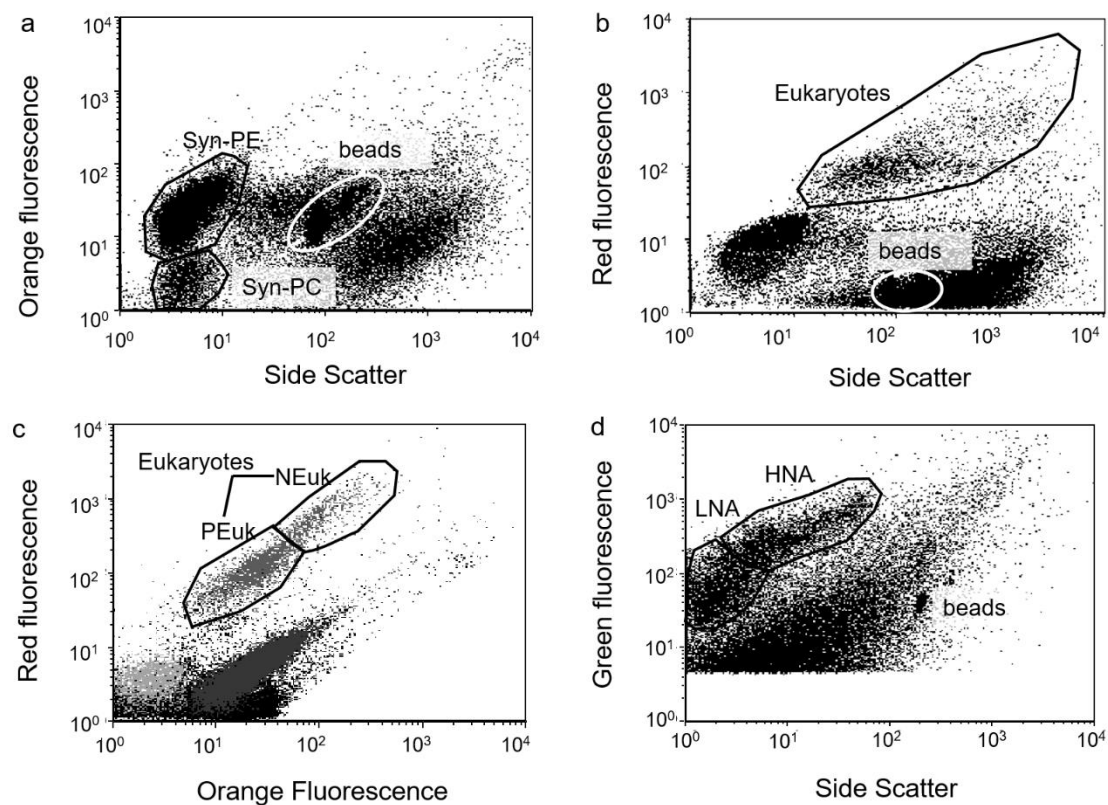 a
Orange fluorescence
10⁴
10³
10²
10¹
10⁰
Syn-PE
beads
Syn-PC
10⁰ 10¹ 10² 10³ 10⁴
Side Scatter
b
Red fluorescence
10⁴
10³
10²
10¹
10⁰
Eukaryotes
beads
10⁰ 10¹ 10² 10³ 10⁴
Side Scatter
c
Red fluorescence
10⁴
10³
10²
10¹
10⁰
Eukaryotes
NEuk
PEuk
10⁰ 10¹ 10² 10³ 10⁴
Orange Fluorescence
d
Green fluorescence
10⁴
10³
10²
10¹
10⁰
HNA
LNA
beads
10⁰ 10¹ 10² 10³ 10⁴
Side Scatter